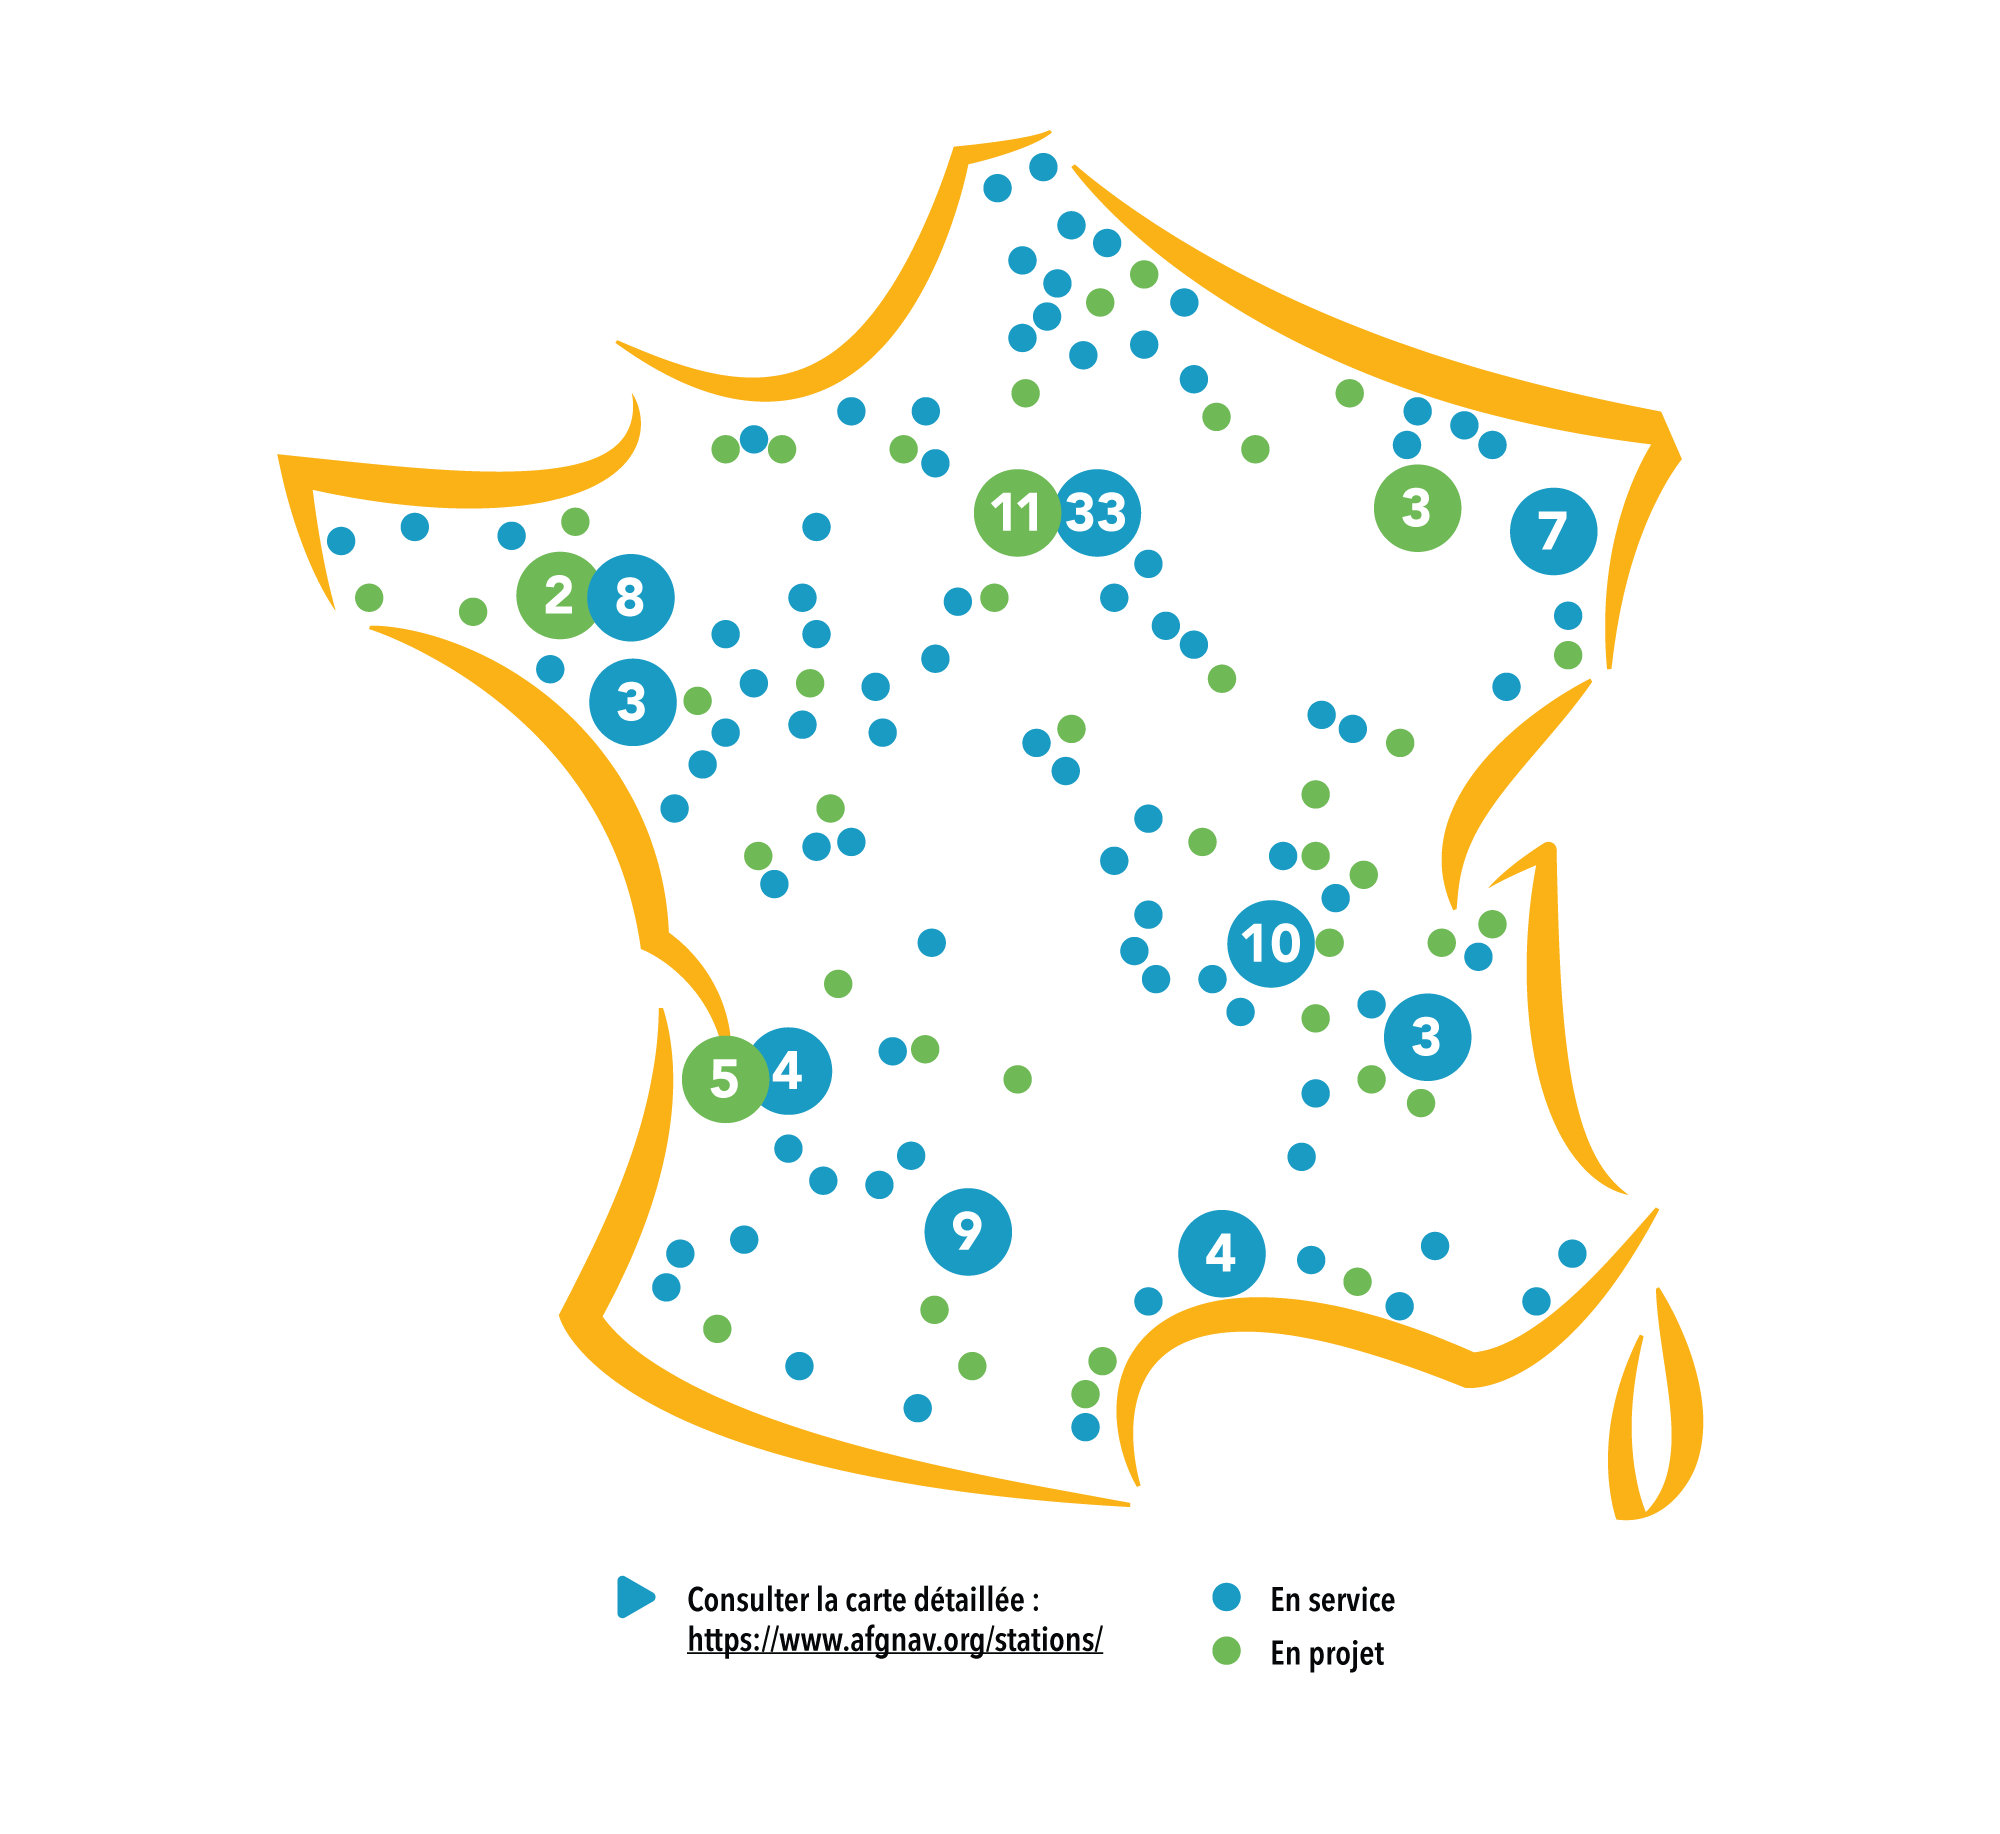 11 33
3
7
2 8
3
10
3
5 4
9
4
Consulter la carte détaillée :
https://www.afgnav.org/stations/
En service
En projet